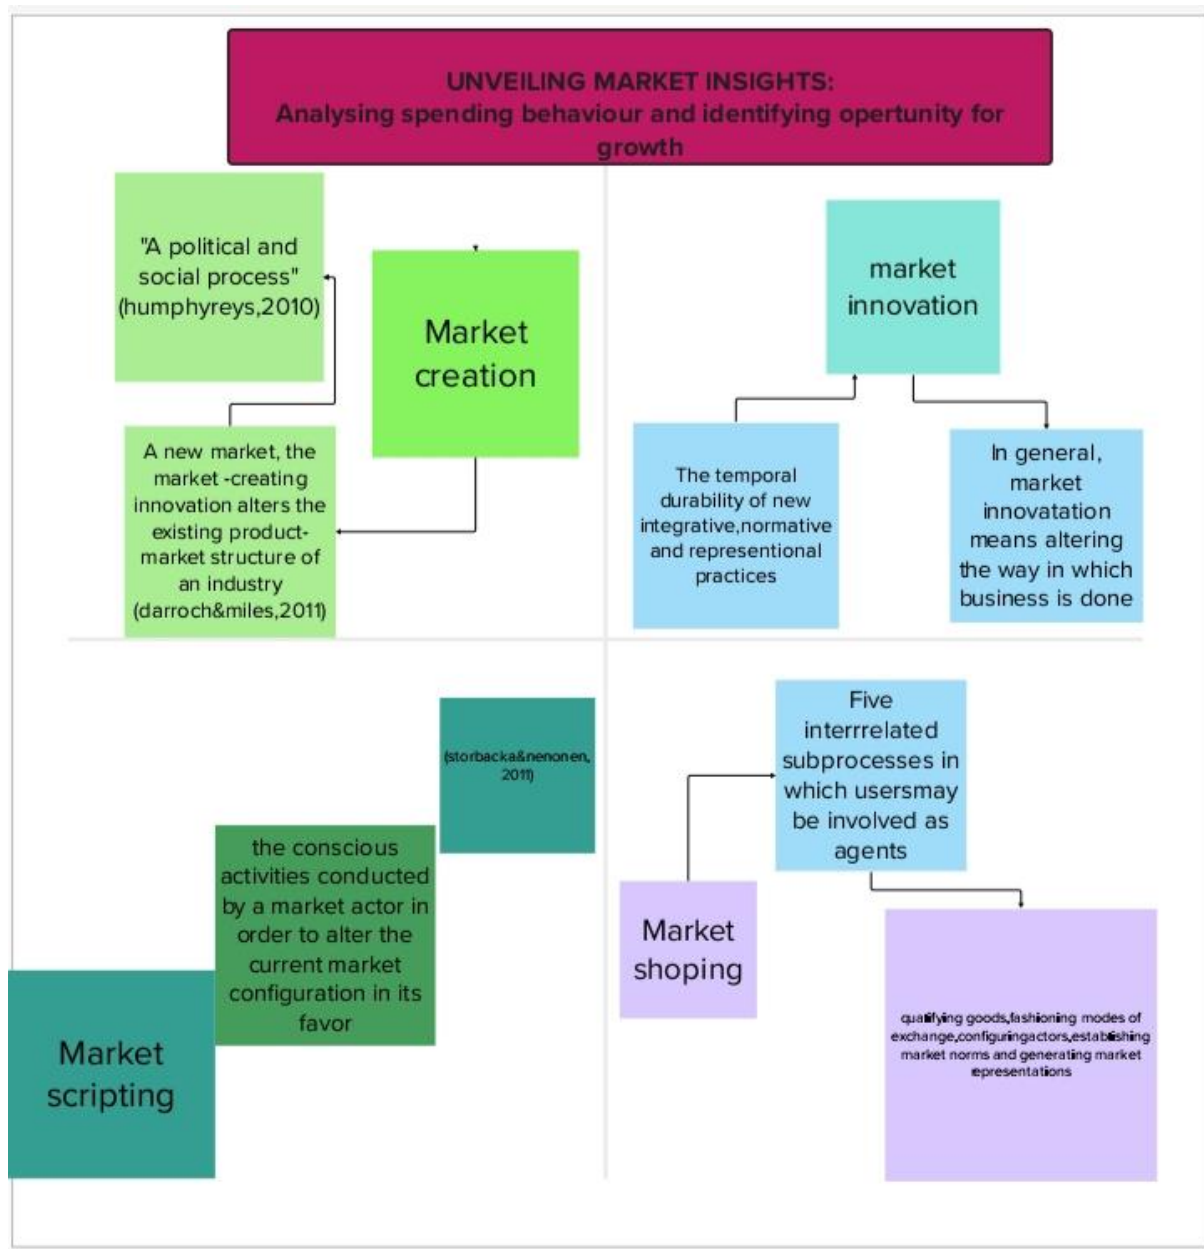 UNVEILING MARKET INSIGHTS:
Analysing spending behaviour and identifying opertunity for
growth
"A political and
social process"
(humphyreys,2010)
Market
creation
A new market, the
market -creating
innovation alters the
existing product-
market structure of
an industry
(darroch&miles,2011)
market
innovation
The temporal
durability of new
integrative,normative
and representional
practices
In general,
market
innovatation
means altering
the way in which
business is done
(storbacka&nenonen,
2011)
the conscious
activities conducted
by a market actor in
order to alter the
current market
configuration in its
favor
Market
scripting
Five
interrrelated
subprocesses in
which usersmay
be involved as
agents
Market
shoping
quatifying goods,fashioning modes of
exchange,configuringactors,establishing
market norms and generating market
representations